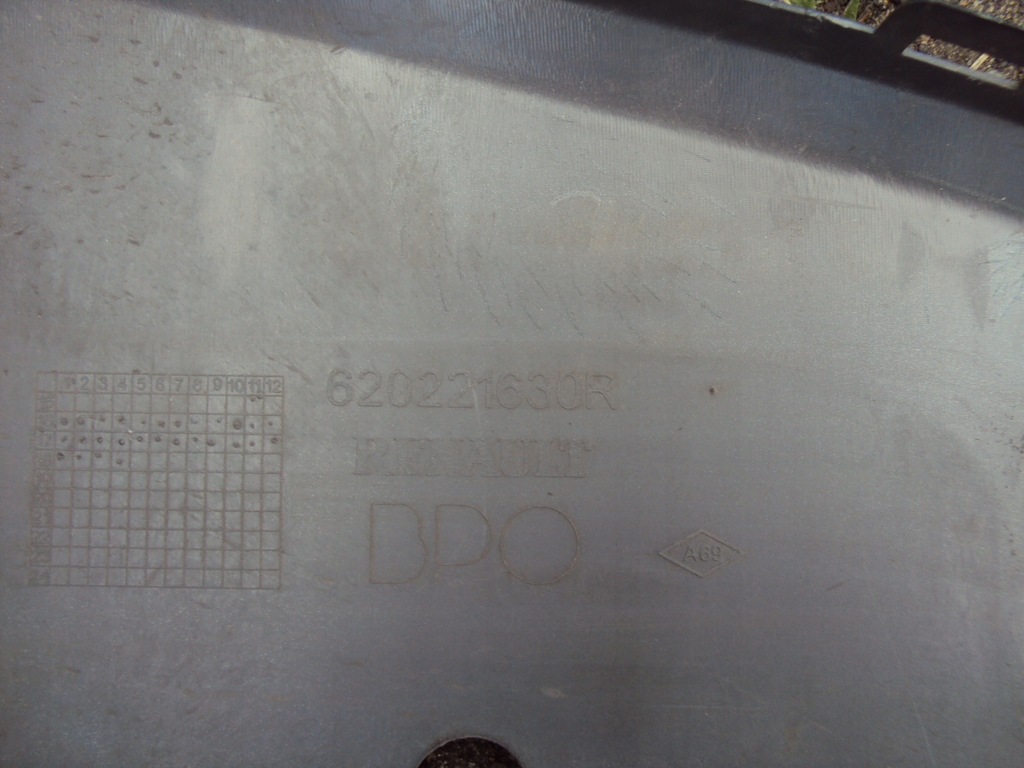 1 2 3 4 5 6 7 8 9 10 11 12
620221630R
RENAULT
BPO
A69